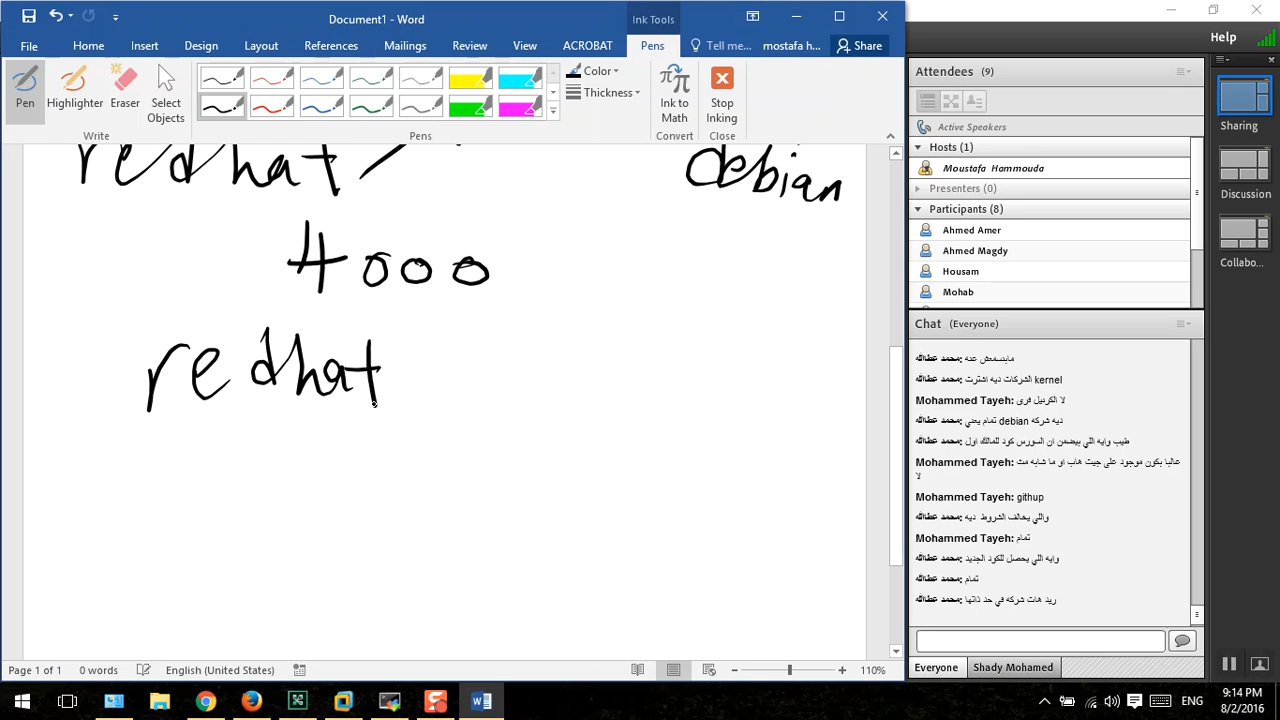 Document1 - Word
Ink Tools
Help
File
Home
Insert
Design
Layout
References
Mailings
Review
View
ACROBAT
Pens
Tell me...
mostafa h...
Share
Pen
Highlighter
Eraser
Select Objects
Color
Thickness
Ink to Math
Stop Inking
Write
Pens
Convert
Close
redhat
debian
4000
redhat
Attendees (9)
Active Speakers
Hosts (1)
Moustafa Hammouda
Presenters (0)
Participants (8)
Ahmed Amer
Ahmed Magdy
Housam
Mohab
Sharing
Discussion
Collabo...
Chat (Everyone)
محمد عطاالله: مابنسمعش عنه
محمد عطاالله: الشركات ديه اشترت kernel
Mohammed Tayeh: لا الكرنيل فرى
محمد عطاالله: تمام يعني debian ديه شركه
محمد عطاالله: طيب وايه اللي بيضمن ان السورس كود للمالك اول
Mohammed Tayeh: غالبا بكون موجود على جيت هاب او ما شابه مث
لا
Mohammed Tayeh: githup
محمد عطاالله: واللي يخالف الشروط ديه
Mohammed Tayeh: تمام
محمد عطاالله: وايه اللي يحصل للكود الجديد
محمد عطاالله: تمام
محمد عطاالله: ريد هات شركه في حد ذاتها
Everyone
Shady Mohamed
Page 1 of 1
0 words
English (United States)
110%
ENG
9:14 PM
8/2/2016